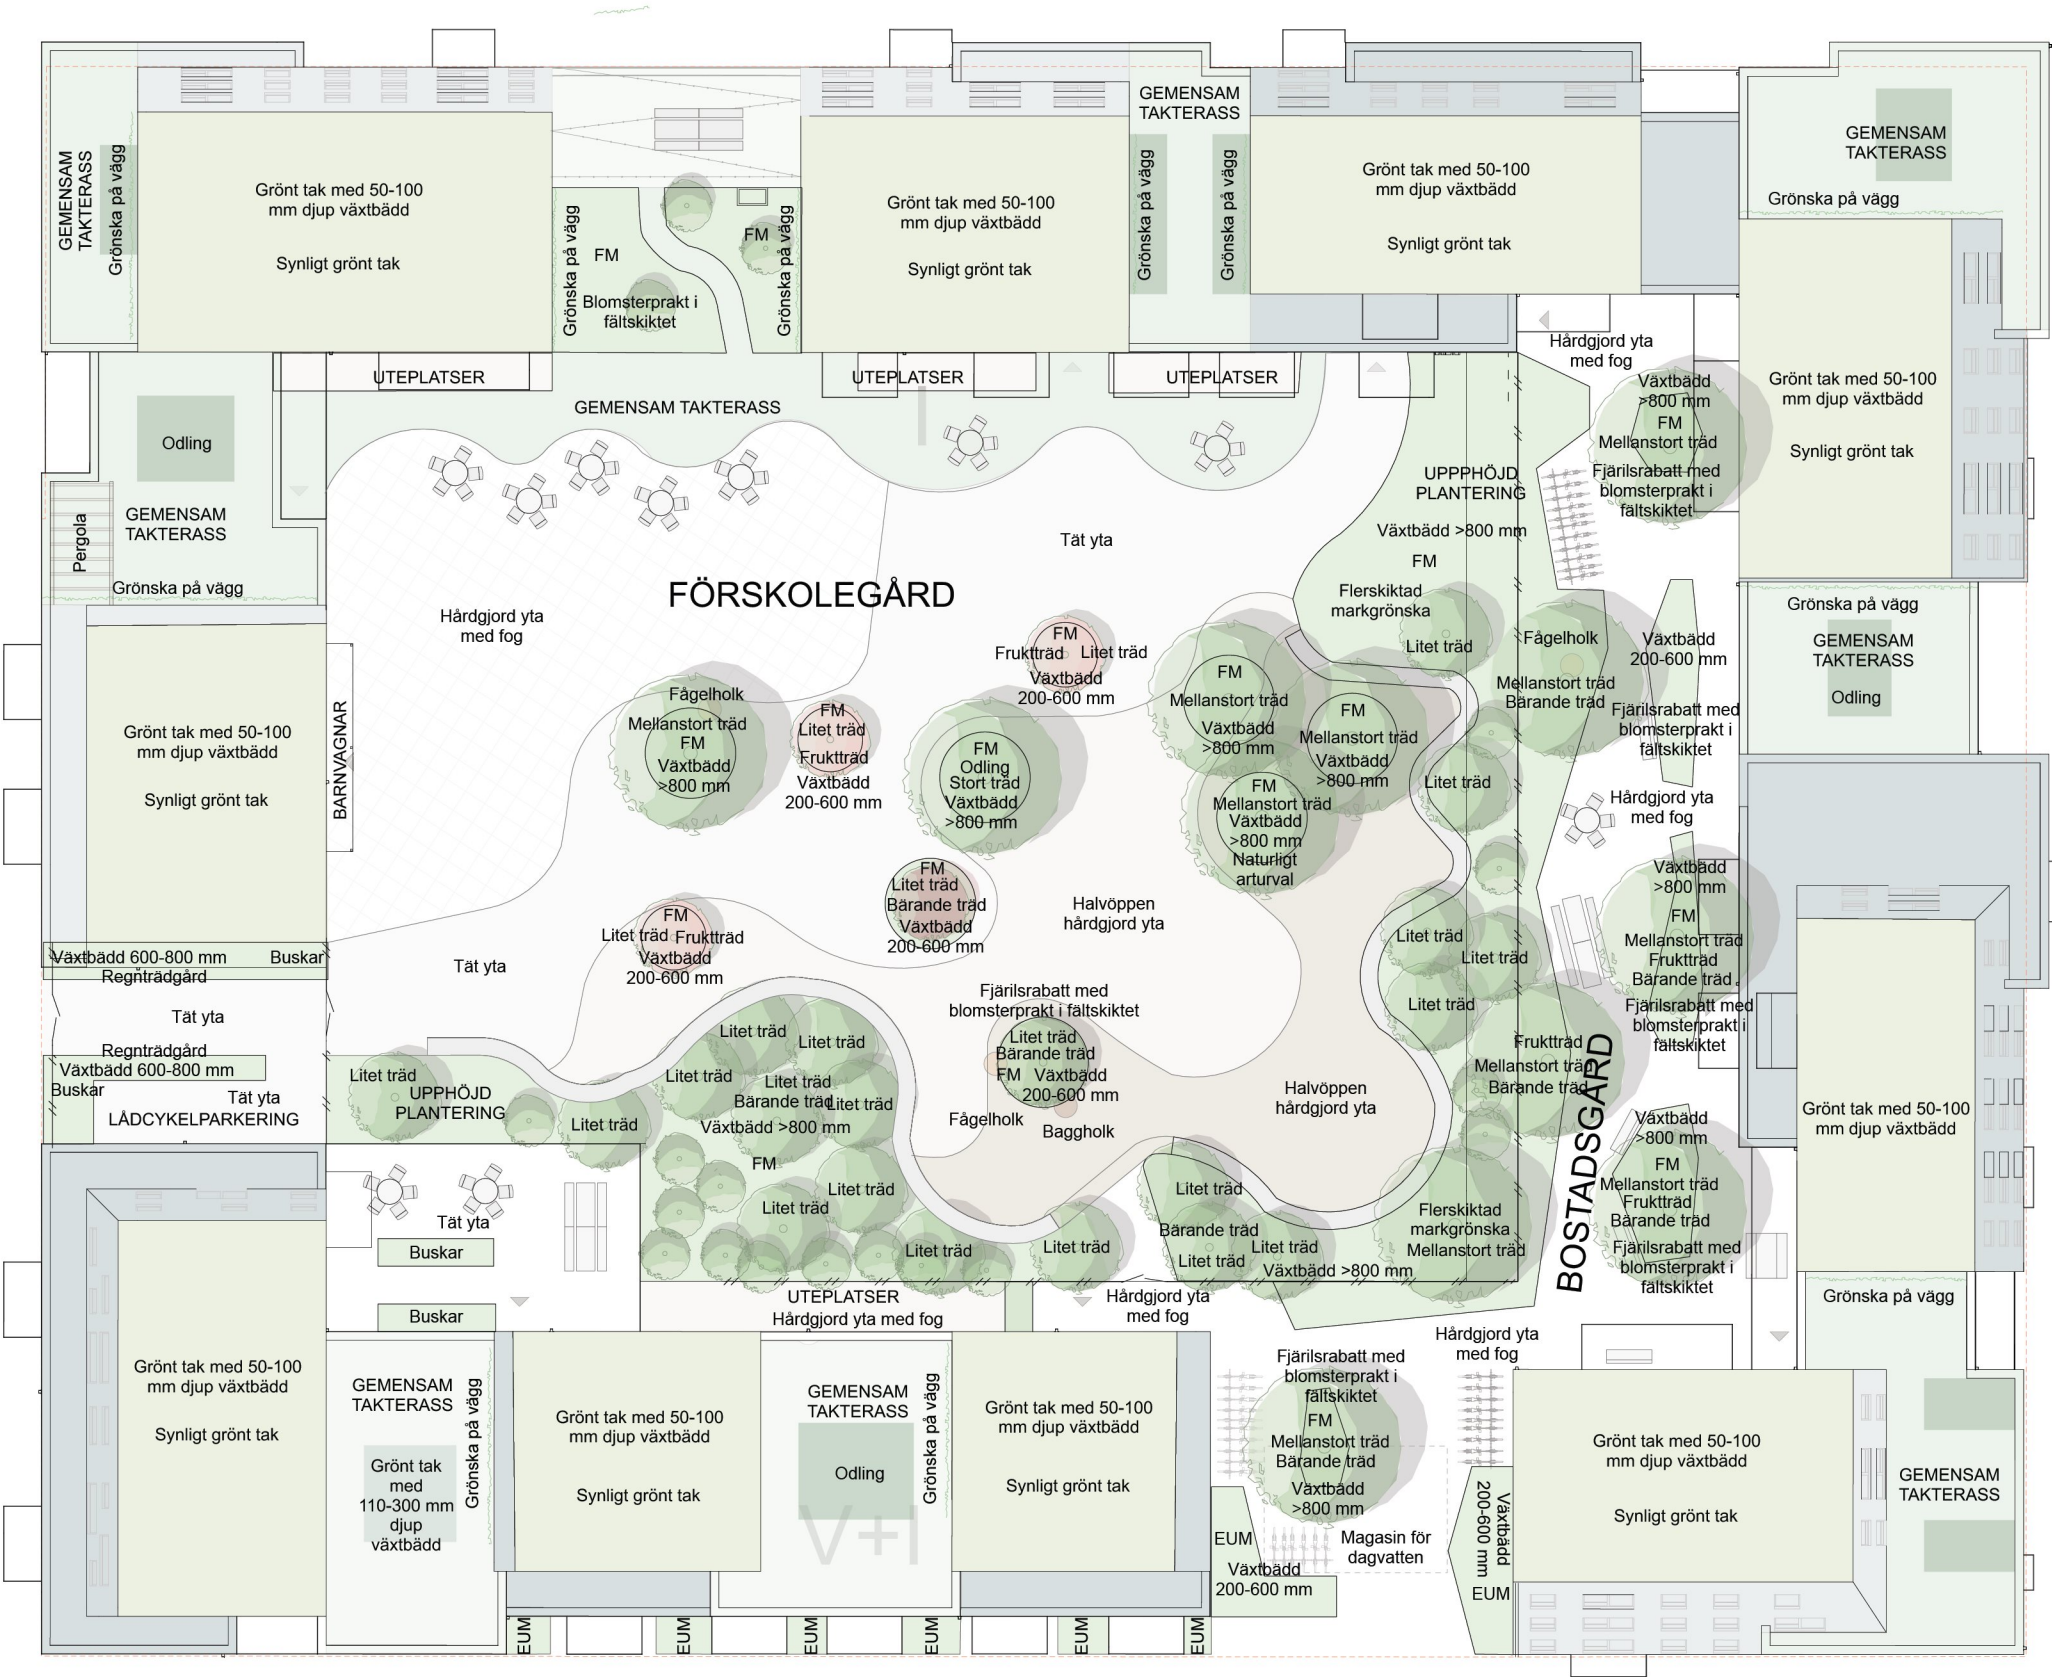 GEMENSAM
TAKTERASS
Grönska på vägg
Grönt tak med 50-100
mm djup växtbädd
Synligt grönt tak
Grönska på vägg
FM
Blomsterprakt i
fältskiktet
FM
Grönska på vägg
Grönt tak med 50-100
mm djup växtbädd
Synligt grönt tak
GEMENSAM
TAKTERASS
Grönska på vägg
Grönska på vägg
Grönt tak med 50-100
mm djup växtbädd
Synligt grönt tak
GEMENSAM
TAKTERASS
Grönska på vägg
UTEPLATSER
UTEPLATSER
UTEPLATSER
GEMENSAM TAKTERASS
Hårdgjord yta
med fog
Växtbädd
>800 mm
FM
Mellanstort träd
Fjärilsrabatt med
blomsterprakt i
fältskiktet
Grönt tak med 50-100
mm djup växtbädd
Synligt grönt tak
Odling
GEMENSAM
TAKTERASS
Pergola
Grönska på vägg
UPPPHÖJD
PLANTERING
Växtbädd >800 mm
FM
Flerskiktad
markgrönska
Litet träd
Tät yta
FÖRSKOLEGÅRD
Hårdgjord yta
med fog
FM
Fruktträd
Litet träd
Växtbädd
200-600 mm
Fågelholk
Mellanstort träd
Bärande träd
Växtbädd
200-600 mm
Fjärilsrabatt med
blomsterprakt i
fältskiktet
Grönska på vägg
GEMENSAM
TAKTERASS
Odling
Grönt tak med 50-100
mm djup växtbädd
Synligt grönt tak
BARNVAGNAR
Fågelholk
Mellanstort träd
FM
Växtbädd
>800 mm
FM
Litet träd
Fruktträd
Växtbädd
200-600 mm
FM
Odling
Stort träd
Växtbädd
>800 mm
FM
Mellanstort träd
Växtbädd
>800 mm
FM
Mellanstort träd
Växtbädd
>800 mm
Litet träd
FM
Mellanstort träd
Växtbädd
>800 mm
Naturligt
arturval
Hårdgjord yta
med fog
FM
Litet träd
Bärande träd
Växtbädd
200-600 mm
FM
Litet träd
Fruktträd
Växtbädd
200-600 mm
Halvöppen
hårdgjord yta
Litet träd
Litet träd
Litet träd
Växtbädd
>800 mm
FM
Mellanstort träd
Fruktträd
Bärande träd
Fjärilsrabatt med
blomsterprakt i
fältskiktet
Tät yta
Växtbädd 600-800 mm
Buskar
Regnträdgård
Tät yta
Regnträdgård
Växtbädd 600-800 mm
Buskar
Tät yta
LÅDCYKELPARKERING
Litet träd
UPPHÖJD
PLANTERING
Litet träd
Litet träd
Litet träd
Litet träd
Litet träd
Bärande träd
Litet träd
Växtbädd >800 mm
FM
Litet träd
Litet träd
Litet träd
Fjärilsrabatt med
blomsterprakt i fältskiktet
Litet träd
Bärande träd
FM
Växtbädd
200-600 mm
Fågelholk
Baggholk
Halvöppen
hårdgjord yta
Fruktträd
Mellanstort träd
Bärande träd
BOSTADSGÅRD
Växtbädd
>800 mm
FM
Mellanstort träd
Fruktträd
Bärande träd
Fjärilsrabatt med
blomsterprakt i
fältskiktet
Grönt tak med 50-100
mm djup växtbädd
Litet träd
Litet träd
Bärande träd
Litet träd
Litet träd
Växtbädd >800 mm
Flerskiktad
markgrönska
Mellanstort träd
Tät yta
Buskar
Buskar
UTEPLATSER
Hårdgjord yta med fog
Hårdgjord yta
med fog
Hårdgjord yta
med fog
Grönska på vägg
Grönt tak med 50-100
mm djup växtbädd
Synligt grönt tak
GEMENSAM
TAKTERASS
Grönska på vägg
Grönt tak
med
110-300 mm
djup
växtbädd
Grönt tak med 50-100
mm djup växtbädd
Synligt grönt tak
GEMENSAM
TAKTERASS
Odling
Grönska på vägg
V+I
Grönt tak med 50-100
mm djup växtbädd
Synligt grönt tak
Fjärilsrabatt med
blomsterprakt i
fältskiktet
FM
Mellanstort träd
Bärande träd
Växtbädd
>800 mm
EUM
Växtbädd
200-600 mm
Magasin för
dagvatten
Växtbädd
200-600 mm
EUM
Grönt tak med 50-100
mm djup växtbädd
Synligt grönt tak
GEMENSAM
TAKTERASS
EUM
EUM
EUM
EUM
EUM
EUM